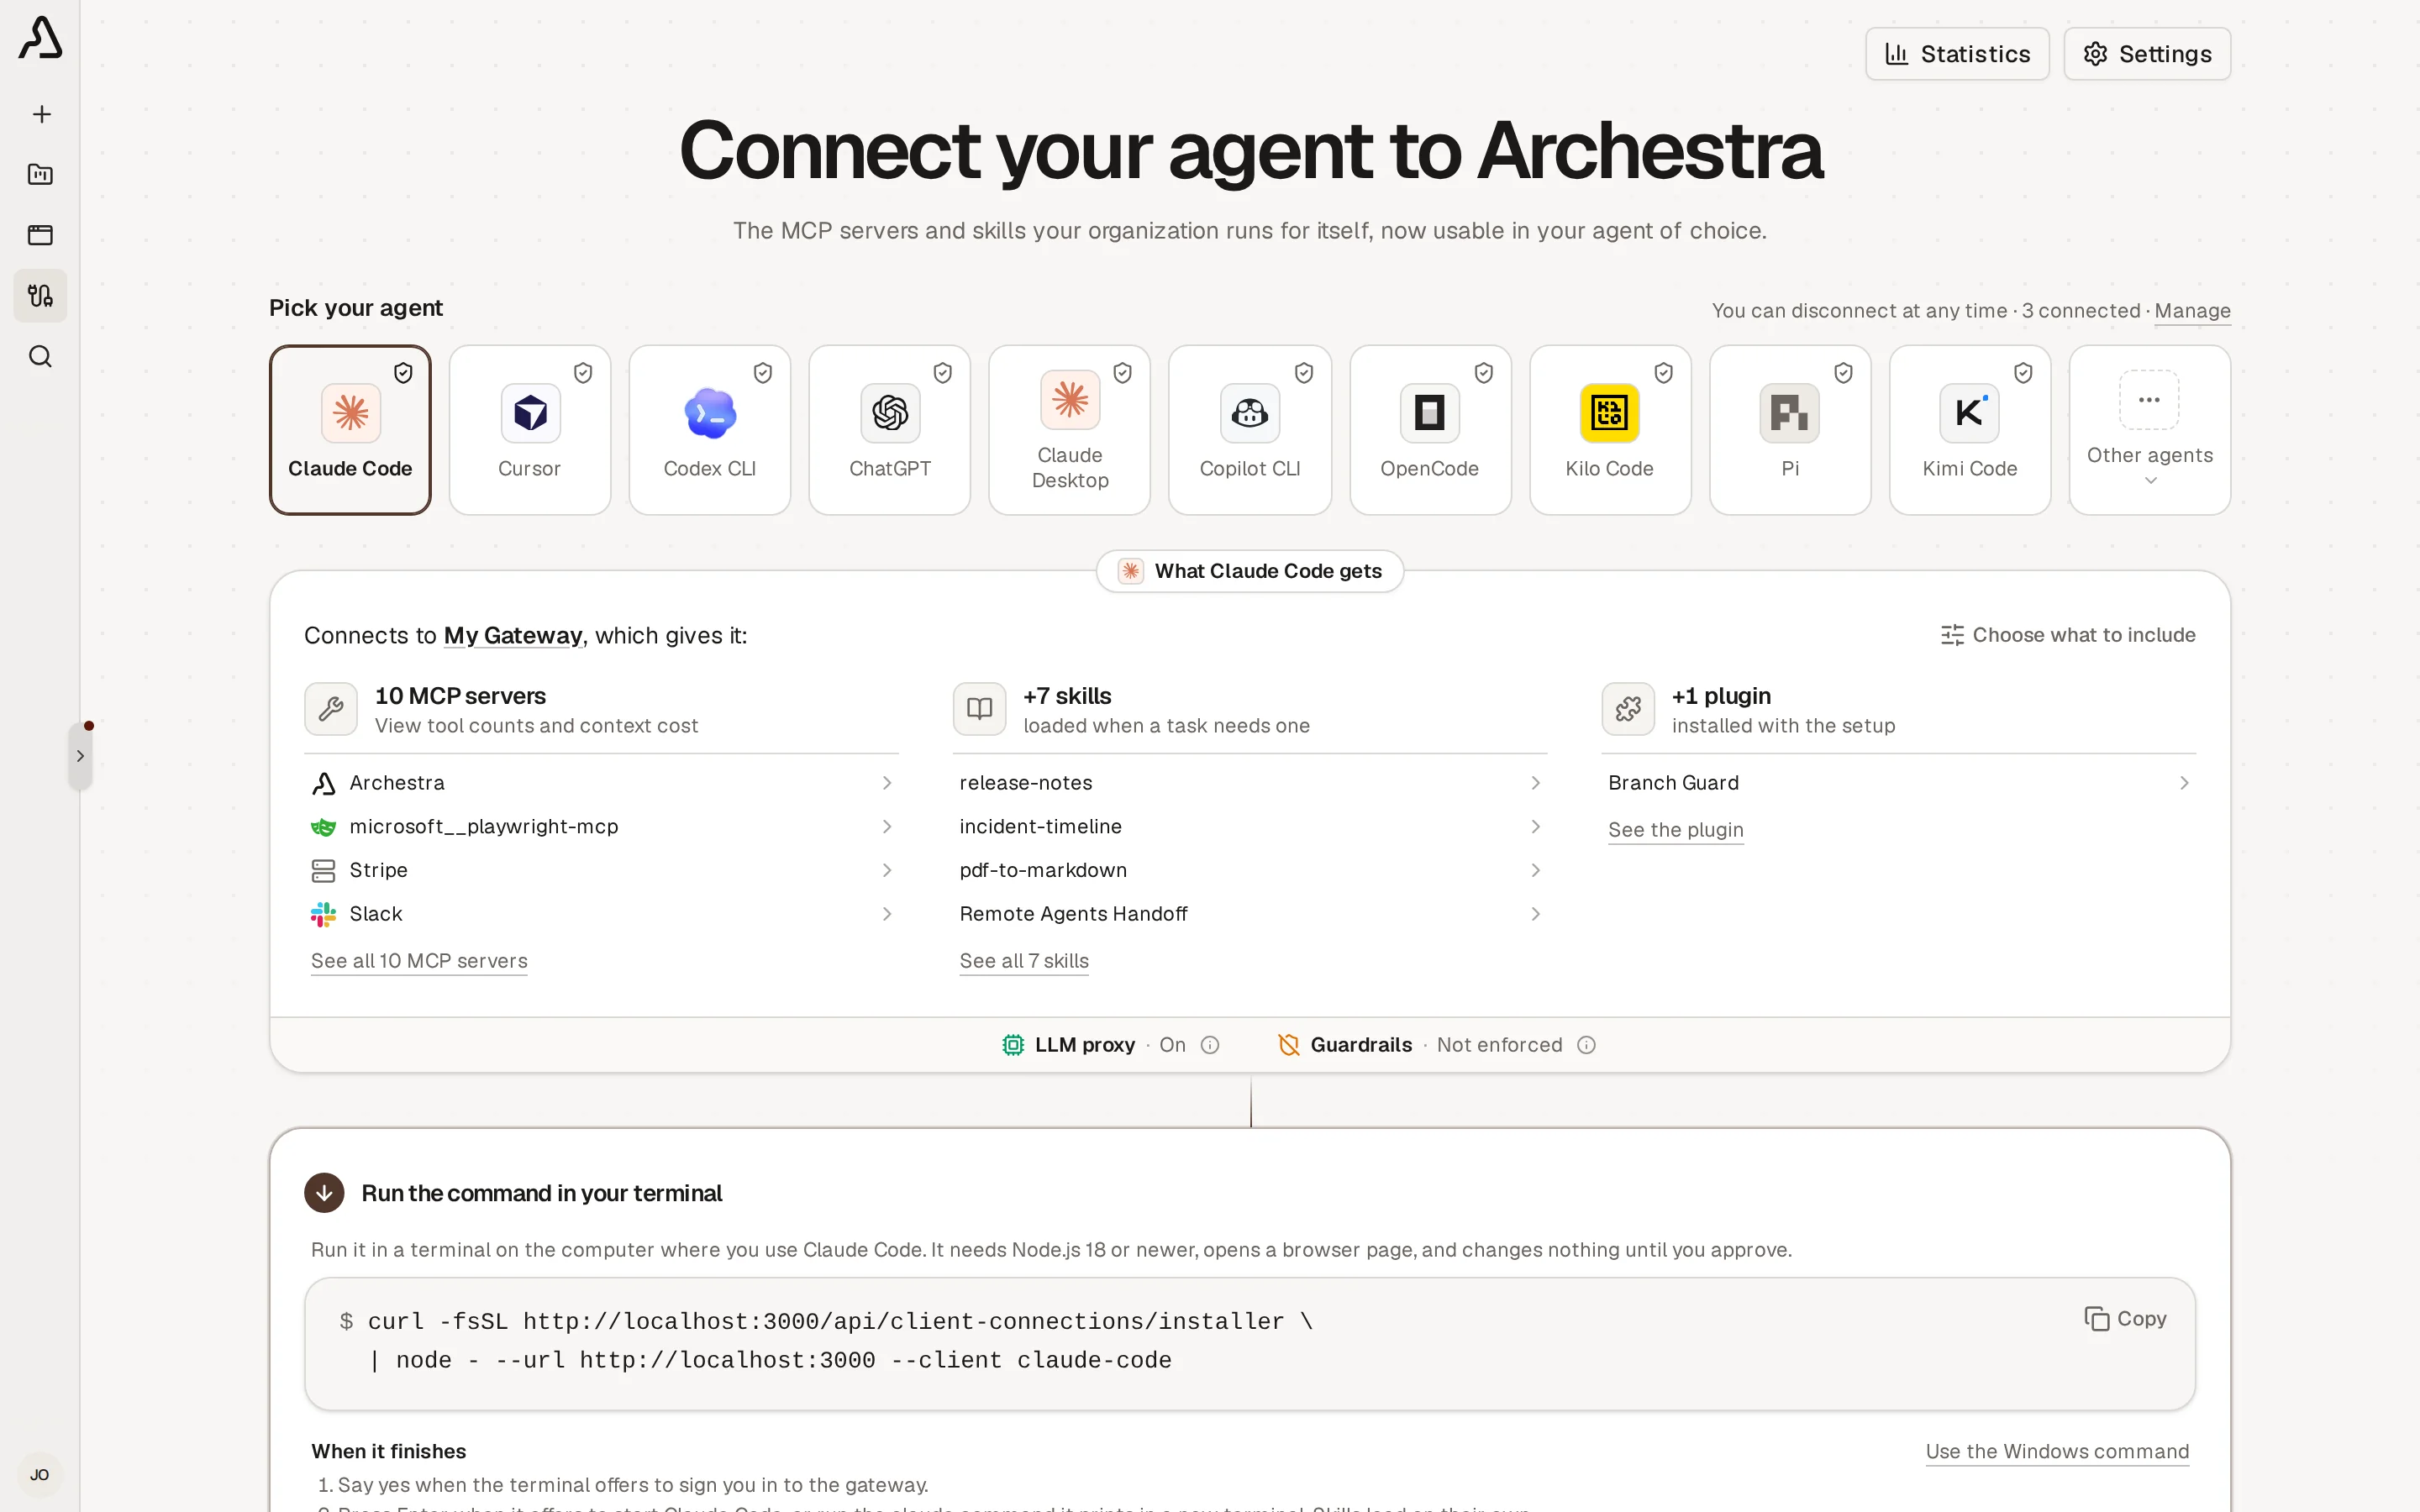 Statistics
Settings
Connect your agent to Archestra
The MCP servers and skills your organization runs for itself, now usable in your agent of choice.
Pick your agent
You can disconnect at any time · 3 connected · Manage
Claude Code
Cursor
Codex CLI
ChatGPT
Claude
Desktop
Copilot CLI
OpenCode
Kilo Code
Pi
Kimi Code
Other agents
What Claude Code gets
Connects to My Gateway, which gives it:
Choose what to include
10 MCP servers
View tool counts and context cost
Archestra
microsoft__playwright-mcp
Stripe
Slack
See all 10 MCP servers
+7 skills
loaded when a task needs one
release-notes
incident-timeline
pdf-to-markdown
Remote Agents Handoff
See all 7 skills
+1 plugin
installed with the setup
Branch Guard
See the plugin
LLM proxy · On
Guardrails · Not enforced
Run the command in your terminal
Run it in a terminal on the computer where you use Claude Code. It needs Node.js 18 or newer, opens a browser page, and changes nothing until you approve.
$ curl -fsSL http://localhost:3000/api/client-connections/installer \
| node - --url http://localhost:3000 --client claude-code
Copy
When it finishes
Use the Windows command
1. Say yes when the terminal offers to sign you in to the gateway.
JO